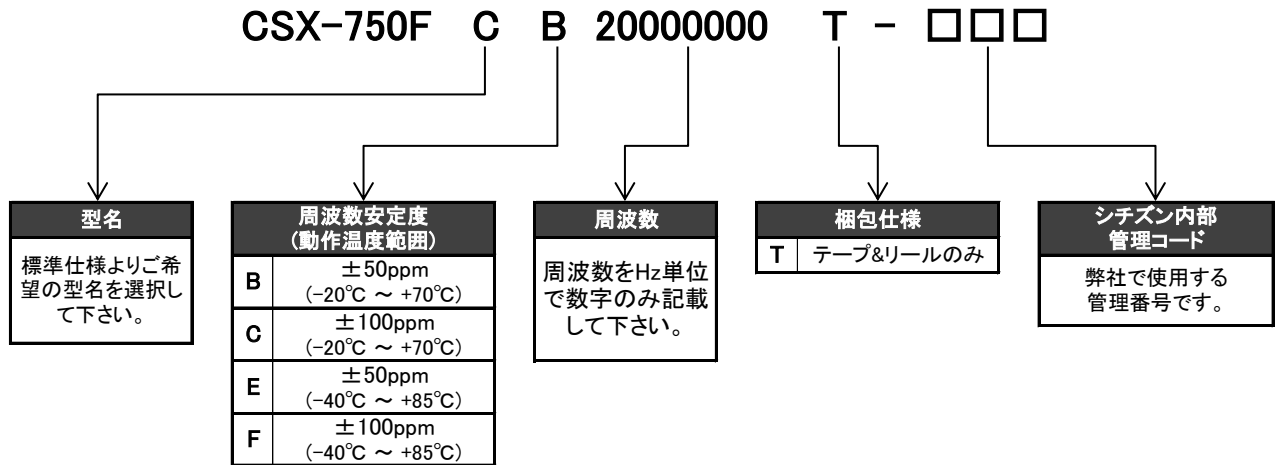 CSX-750F C B 20000000 T - □□□
型名
標準仕様よりご希
望の型名を選択し
て下さい。
周波数安定度
(動作温度範囲)
B ±50ppm
(-20℃ ～ +70℃)
C ±100ppm
(-20℃ ～ +70℃)
E ±50ppm
(-40℃ ～ +85℃)
F ±100ppm
(-40℃ ～ +85℃)
周波数
周波数をHz単位
で数字のみ記載
して下さい。
梱包仕様
T テープ&リールのみ
シチズン内部
管理コード
弊社で使用する
管理番号です。